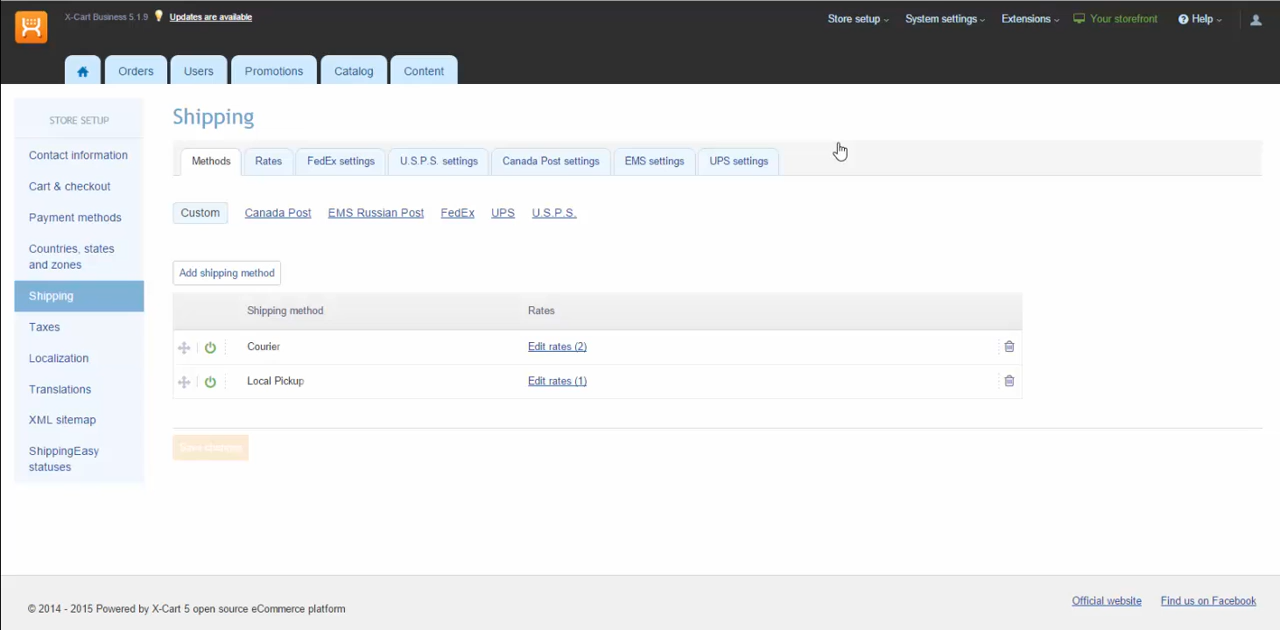 X-Cart Business 5.1.9 Updates are available
Store setup System settings Extensions Your storefront Help
Orders Users Promotions Catalog Content
STORE SETUP
Contact information
Cart & checkout
Payment methods
Countries, states
and zones
Shipping
Taxes
Localization
Translations
XML sitemap
ShippingEasy
statuses
Shipping
Methods Rates FedEx settings U.S.P.S. settings Canada Post settings EMS settings UPS settings
Custom Canada Post EMS Russian Post FedEx UPS U.S.P.S.
Add shipping method
Shipping method Rates
Courier Edit rates (2)
Local Pickup Edit rates (1)
Save changes
© 2014 - 2015 Powered by X-Cart 5 open source eCommerce platform
Official website Find us on Facebook